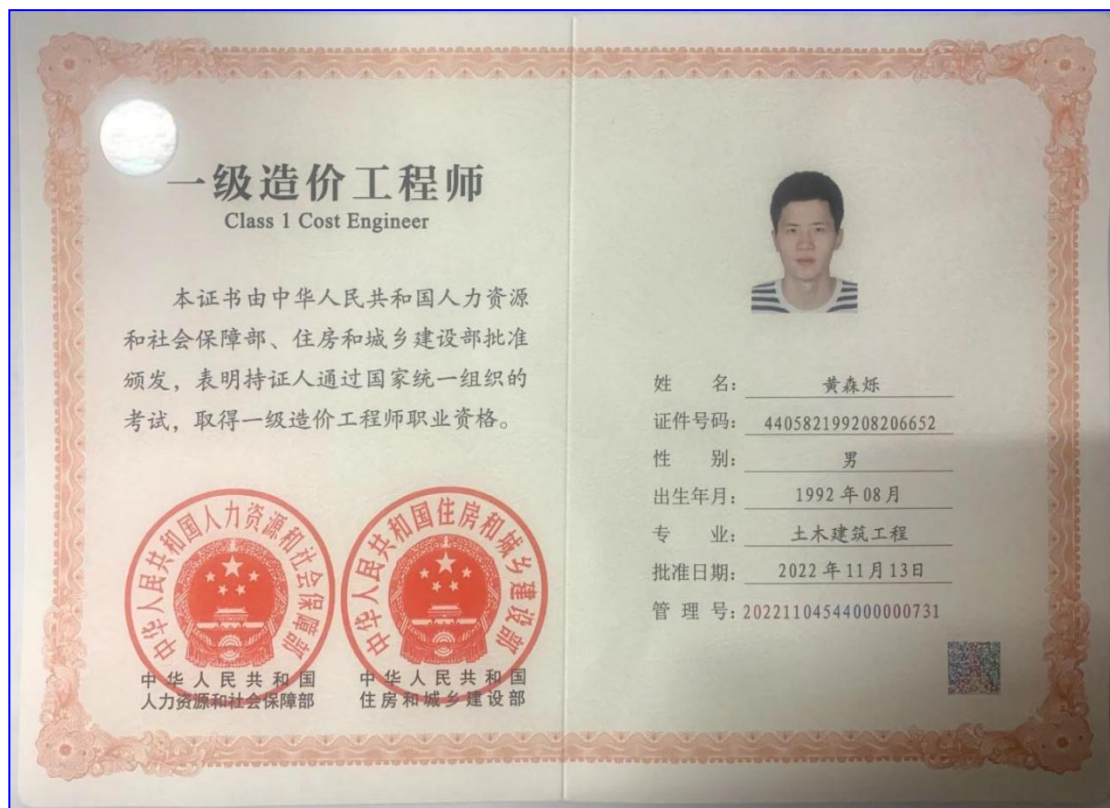 一级造价工程师
Class 1 Cost Engineer
本证书由中华人民共和国人力资源
和社会保障部、住房和城乡建设部批准
颁发，表明持证人通过国家统一组织的
考试，取得一级造价工程师职业资格。
中华人民共和国人力资源和社会保障部
中华人民共和国住房和城乡建设部
中华人民共和国
人力资源和社会保障部
中华人民共和国
住房和城乡建设部
姓 名： 黄森烁
证件号码： 440582199208206652
性 别： 男
出生年月： 1992年08月
专 业： 土木建筑工程
批准日期： 2022年11月13日
管 理 号：20221104544000000731